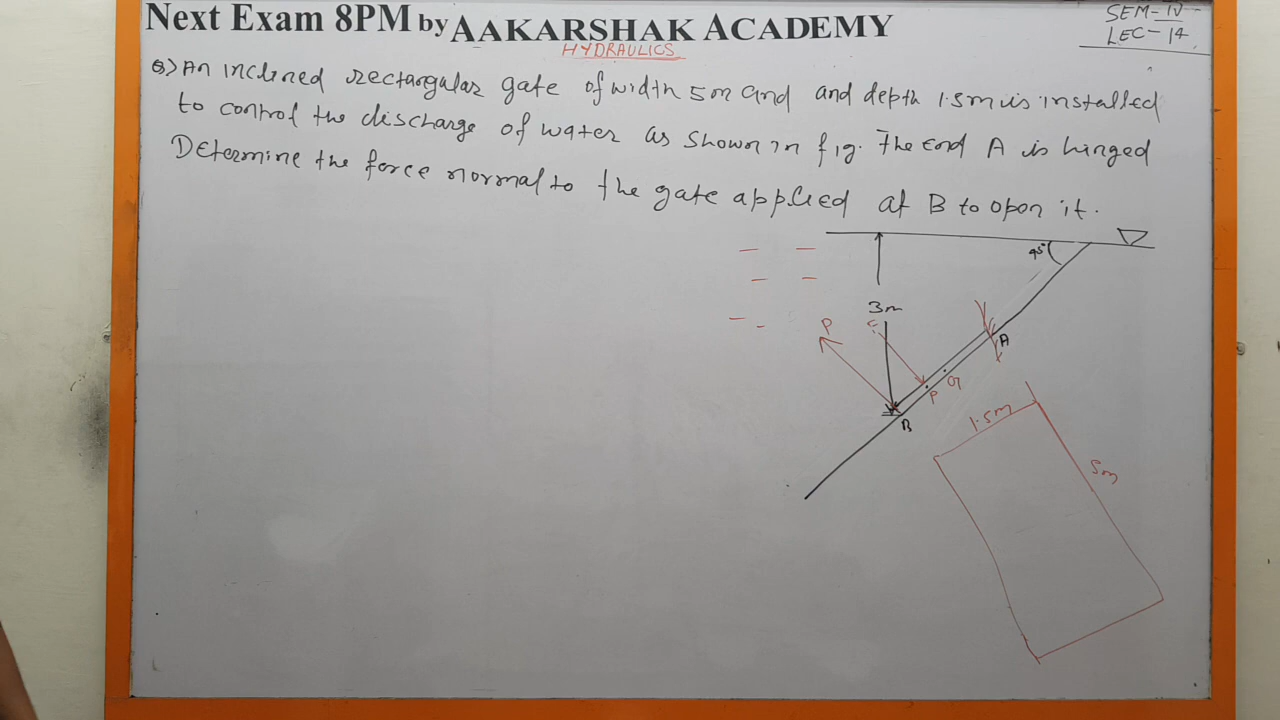 Next Exam 8PM by AAKARSHAK ACADEMY
SEM-IV
LEC-14
HYDRAULICS
Q> An inclined rectangular gate of width 5m and and depth 1.5m is installed
to control the discharge of water as shown in fig. The end A is hinged
Determine the force normal to the gate applied at B to open it.
45°
3m
P
F
A
G
P
B
1.5m
5m